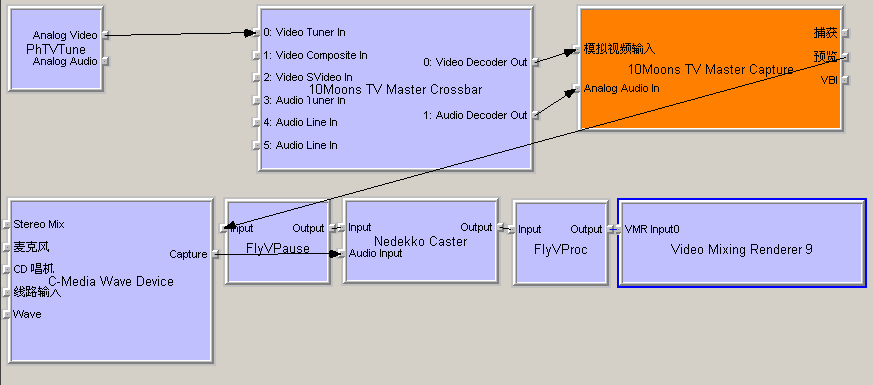 Analog Video
PhTVTune
Analog Audio
0: Video Tuner In
1: Video Composite In
2: Video SVideo In
3: Audio Tuner In
4: Audio Line In
5: Audio Line In
10Moons TV Master Crossbar
0: Video Decoder Out
1: Audio Decoder Out
模拟视频输入
Analog Audio In
10Moons TV Master Capture
捕获
预览
VBI
Stereo Mix
麦克风
CD 唱机
线路输入
Wave
C-Media Wave Device
Capture
Input
Output
FlyVPause
Input
Audio Input
Output
Nedekko Caster
Input
Output
FlyVProc
VMR Input0
Video Mixing Renderer 9